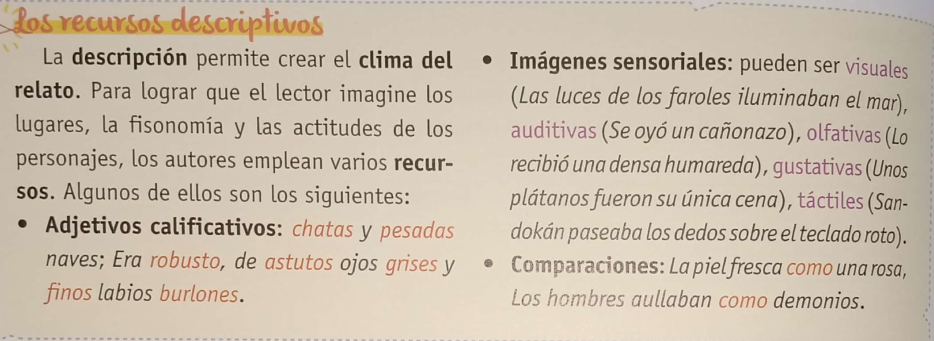 Los recursos descriptivos
La descripción permite crear el clima del
relato. Para lograr que el lector imagine los
lugares, la fisonomía y las actitudes de los
personajes, los autores emplean varios recur-
sos. Algunos de ellos son los siguientes:
• Adjetivos calificativos: chatas y pesadas
naves; Era robusto, de astutos ojos grises y
finos labios burlones.
• Imágenes sensoriales: pueden ser visuales
(Las luces de los faroles iluminaban el mar),
auditivas (Se oyó un cañonazo), olfativas (Lo
recibió una densa humareda), gustativas (Unos
plátanos fueron su única cena), táctiles (San-
dokán paseaba los dedos sobre el teclado roto).
• Comparaciones: La piel fresca como una rosa,
Los hombres aullaban como demonios.